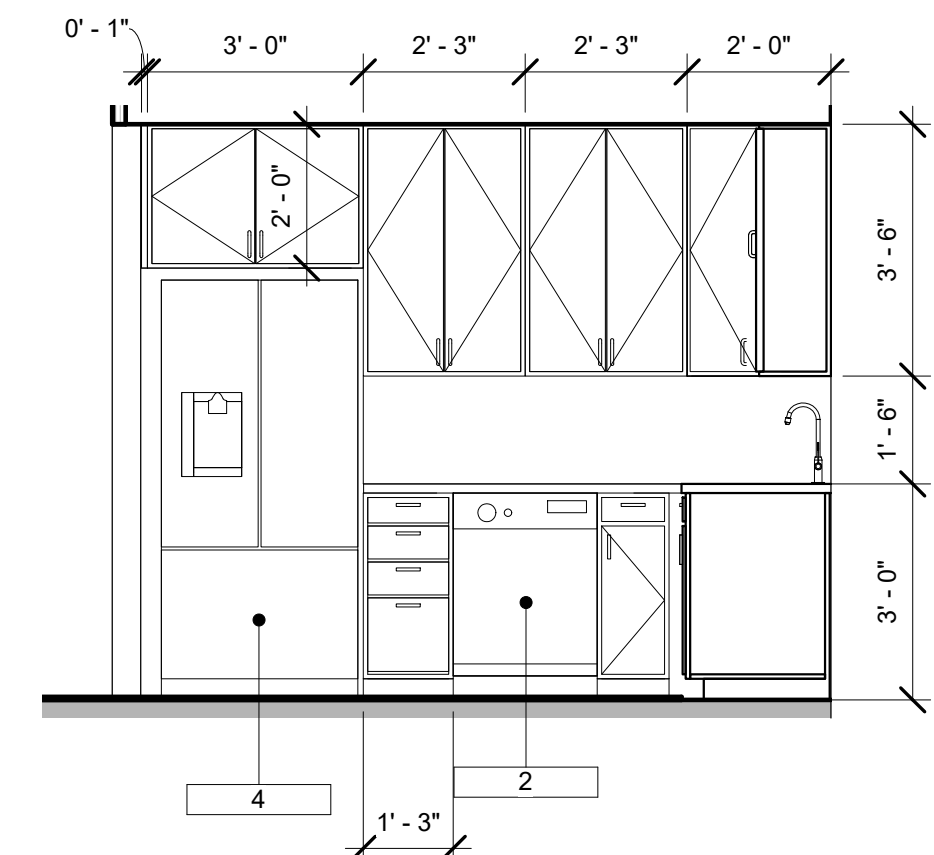 0' - 1"
3' - 0"
2' - 3"
2' - 3"
2' - 0"
2' - 0"
3' - 6"
1' - 6"
3' - 0"
4
2
1' - 3"